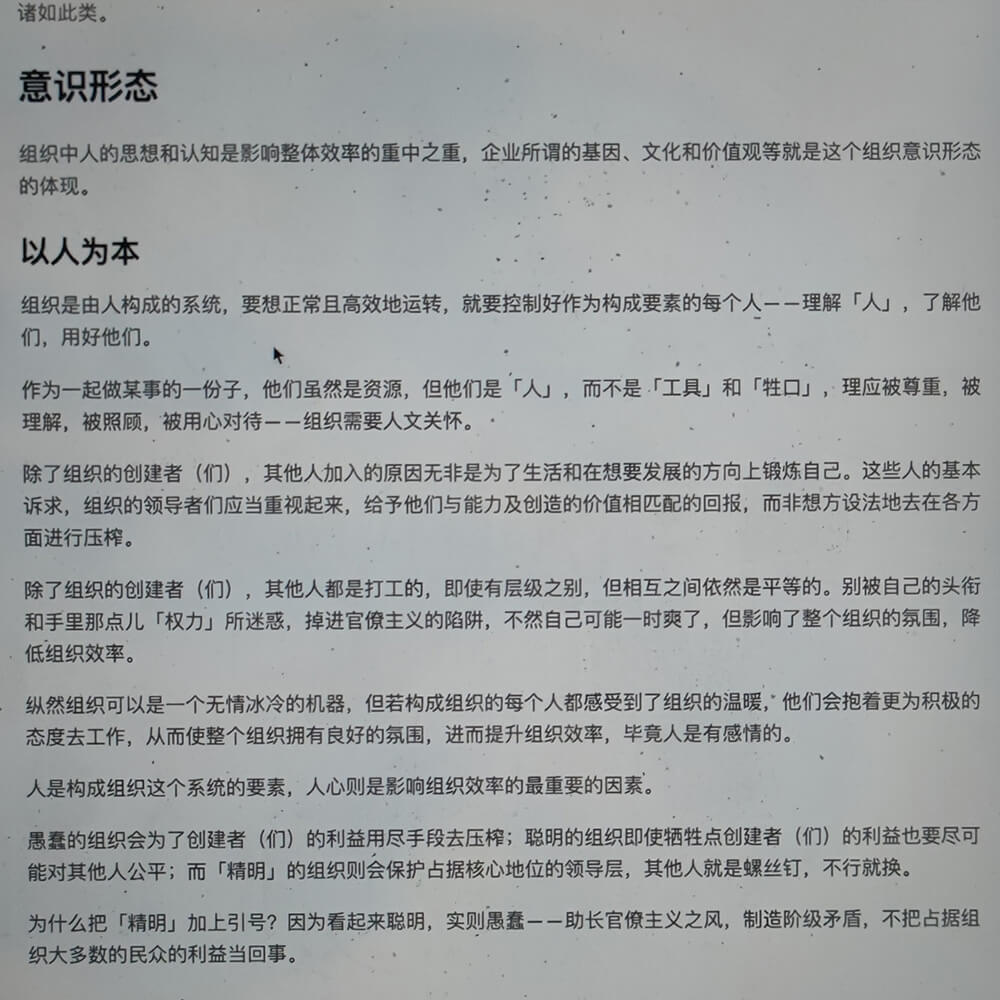 诸如此类。
意识形态
组织中人的思想和认知是影响整体效率的重中之重，企业所谓的基因、文化和价值观等就是这个组织意识形态
的体现。
以人为本
组织是由人构成的系统，要想正常且高效地运转，就要控制好作为构成要素的每个人——理解「人」，了解他
们，用好他们。
作为一起做某事的一份子，他们虽然是资源，但他们是「人」，而不是「工具」和「牲口」，理应被尊重，被
理解，被照顾，被用心对待——组织需要人文关怀。
除了组织的创建者（们），其他人加入的原因无非是为了生活和在想要发展的方向上锻炼自己。这些人的基本
诉求，组织的领导者们应当重视起来，给予他们与能力及创造的价值相匹配的回报，而非想方设法地去在各方
面进行压榨。
除了组织的创建者（们），其他人都是打工的，即使有层级之别，但相互之间依然是平等的。别被自己的头衔
和手里那点儿「权力」所迷惑，掉进官僚主义的陷阱，不然自己可能一时爽了，但影响了整个组织的氛围，降
低组织效率。
纵然组织可以是一个无情冰冷的机器，但若构成组织的每个人都感受到了组织的温暖，他们会抱着更为积极的
态度去工作，从而使整个组织拥有良好的氛围，进而提升组织效率，毕竟人是有感情的。
人是构成组织这个系统的要素，人心则是影响组织效率的最重要的因素。
愚蠢的组织会为了创建者（们）的利益用尽手段去压榨；聪明的组织即使牺牲点创建者（们）的利益也要尽可
能对其他人公平；而「精明」的组织则会保护占据核心地位的领导层，其他人就是螺丝钉，不行就换。
为什么把「精明」加上引号？因为看起来聪明，实则愚蠢——助长官僚主义之风，制造阶级矛盾，不把占据组
织大多数的民众的利益当回事。